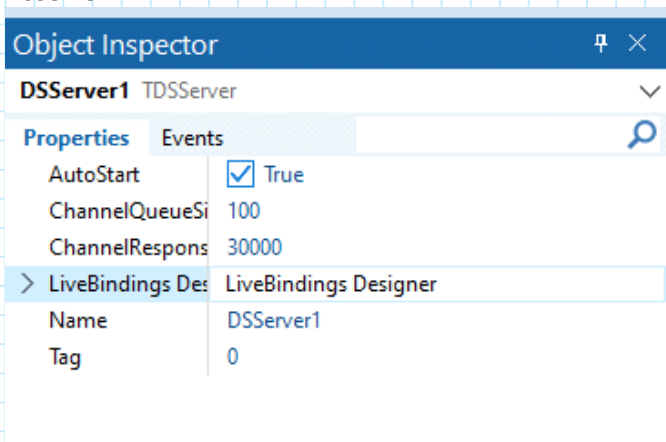 Object Inspector
DSServer1 TDSServer
Properties Events
AutoStart True
ChannelQueueSi 100
ChannelRespons 30000
LiveBindings Des LiveBindings Designer
Name DSServer1
Tag 0